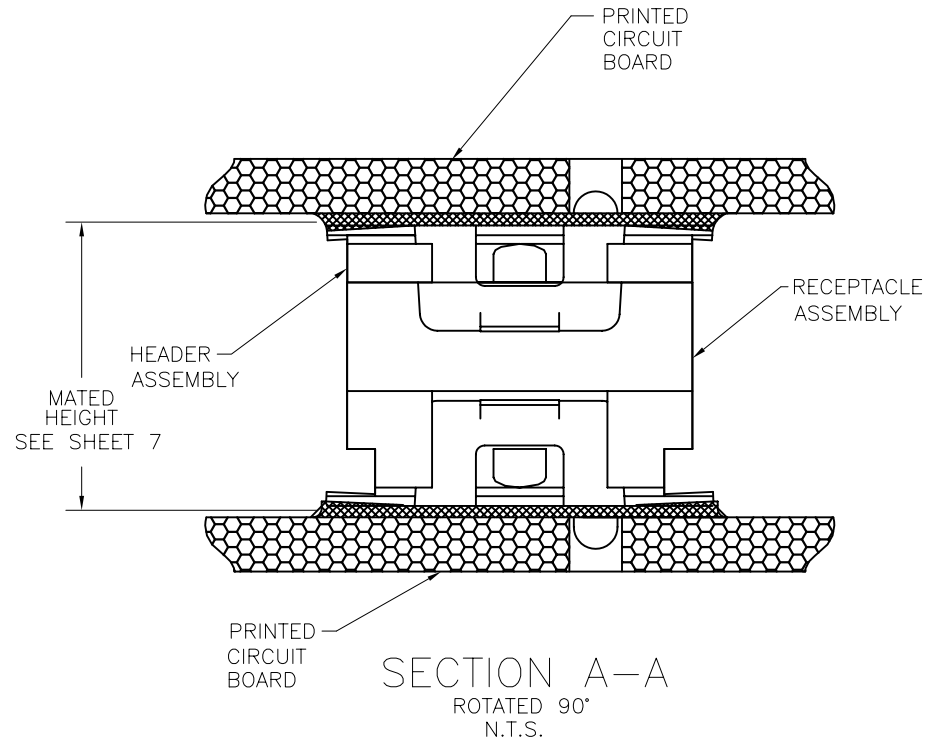 PRINTED
CIRCUIT
BOARD
RECEPTACLE
ASSEMBLY
HEADER
ASSEMBLY
MATED
HEIGHT
SEE SHEET 7
PRINTED
CIRCUIT
BOARD
SECTION A-A
ROTATED 90°
N.T.S.